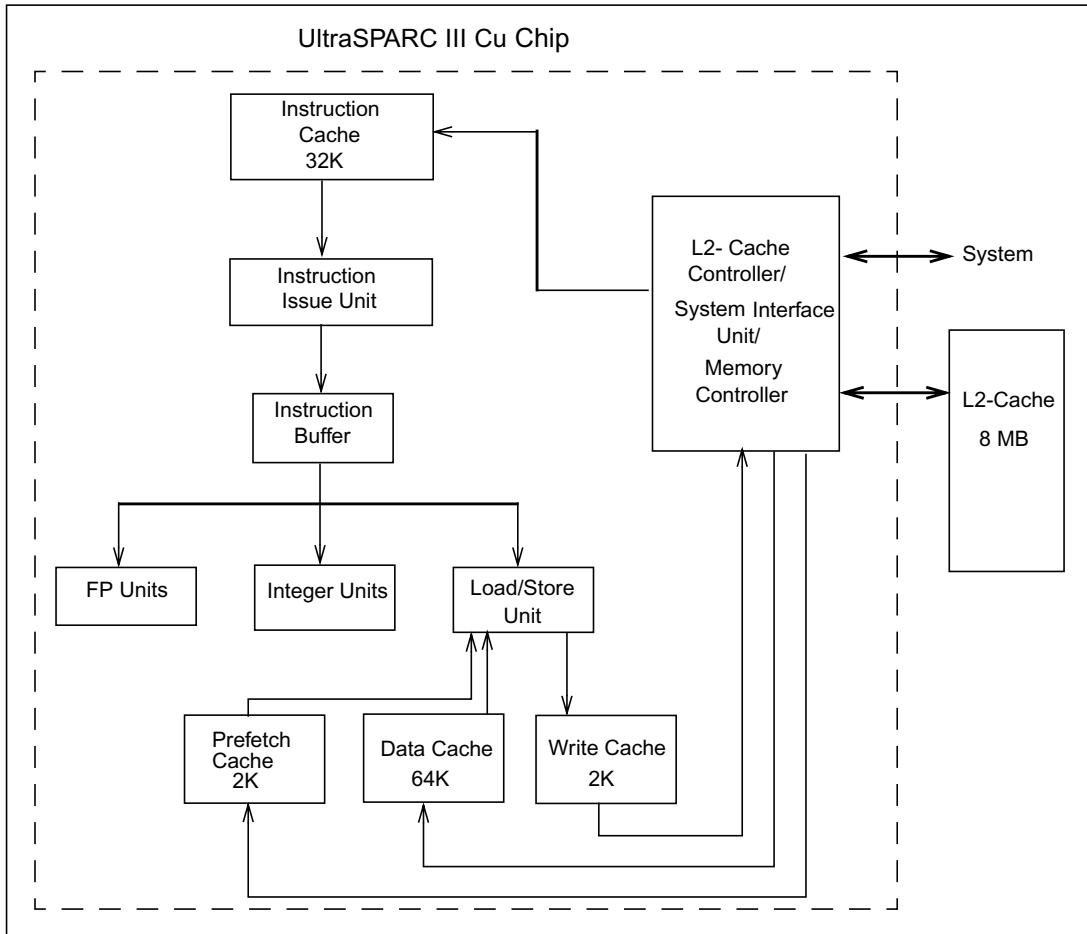 UltraSPARC III Cu Chip
Instruction
Cache
32K
Instruction
Issue Unit
Instruction
Buffer
FP Units
Integer Units
Load/Store
Unit
Prefetch
Cache
2K
Data Cache
64K
Write Cache
2K
L2- Cache
Controller/
System Interface
Unit/
Memory
Controller
System
L2-Cache
8 MB